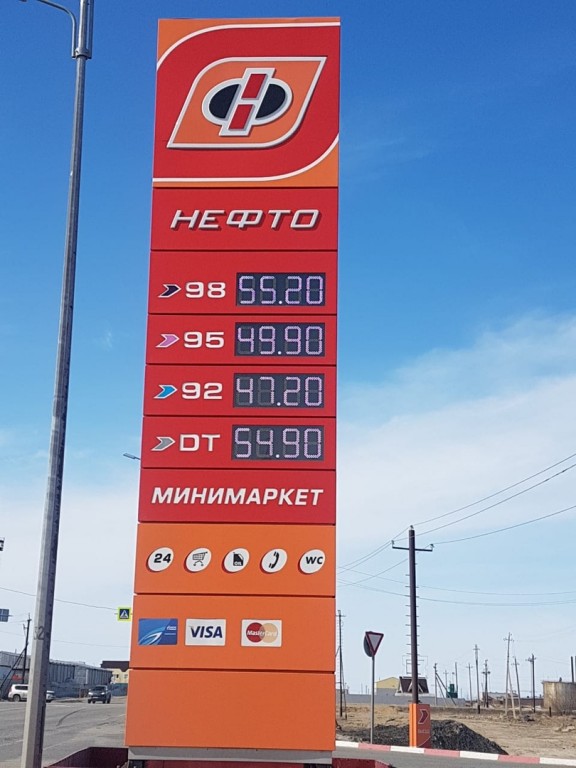 НЕФТО
98 55.20
95 49.90
92 47.20
DT 54.90
МИНИМАРКЕТ
24 WC
VISA MasterCard